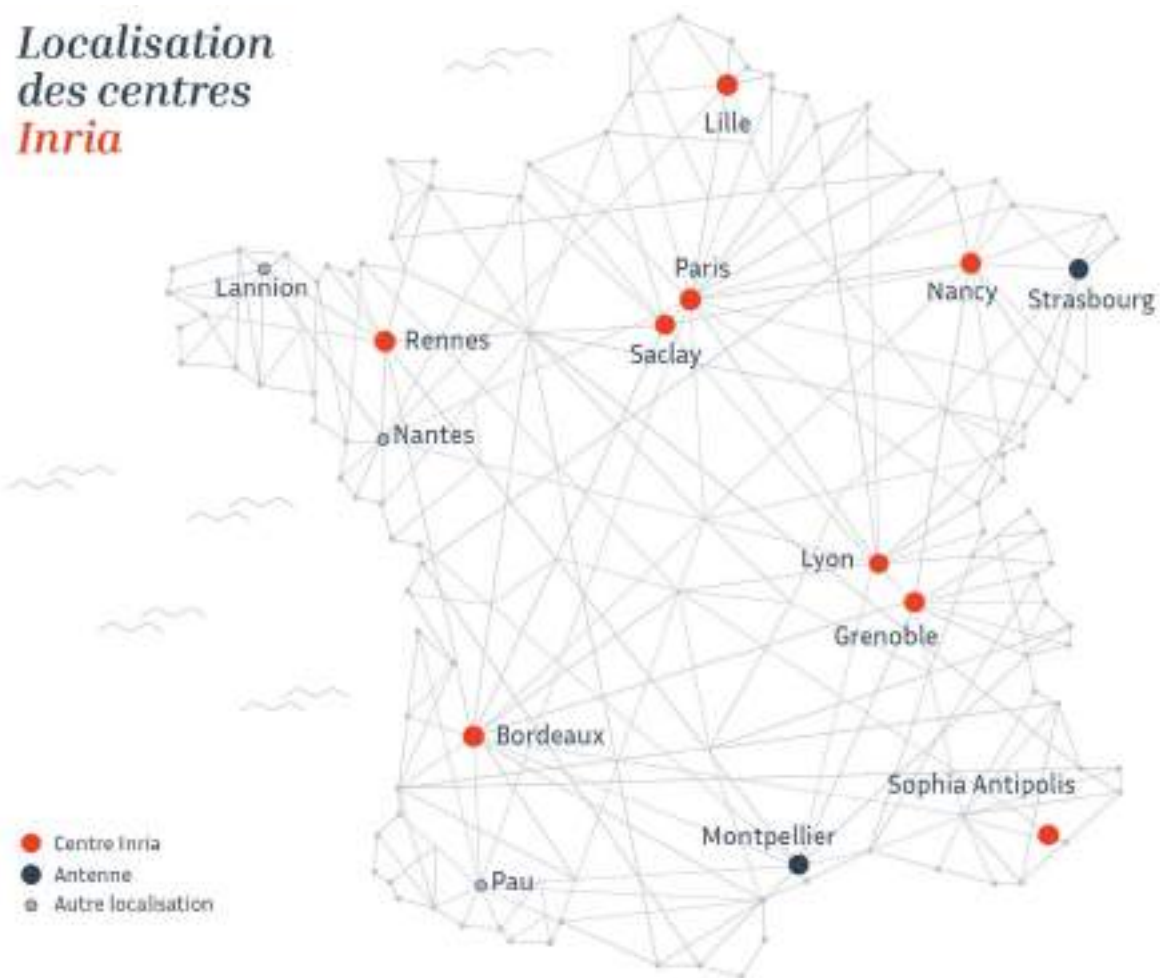 Localisation
des centres
Inria
Lille
Paris
Nancy
Strasbourg
Lannion
Rennes
Saclay
Nantes
Lyon
Grenoble
Bordeaux
Sophia Antipolis
Montpellier
Pau
Centre Inria
Antenne
Autre localisation